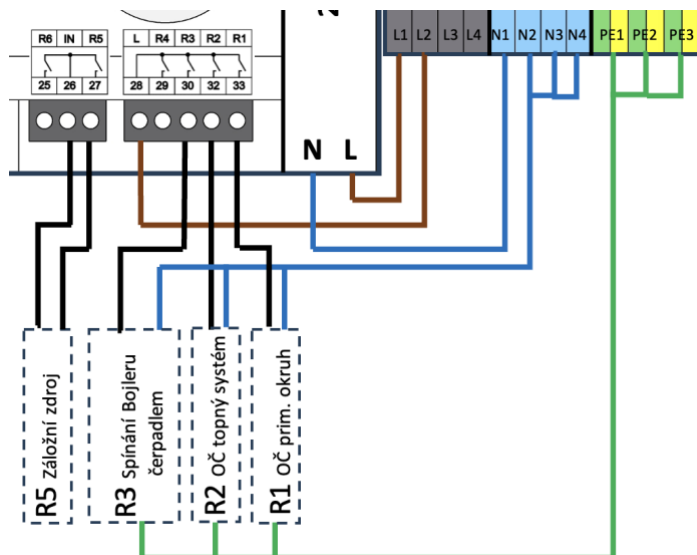 R6 IN R5
25 26 27
L R4 R3 R2 R1
28 29 30 32 33
N L
L1 L2 L3 L4 N1 N2 N3 N4 PE1 PE2 PE3
R5 Záložní zdroj
R3 Spínání Bojleru
čerpadlem
R2 OČ topný systém
R1 OČ prim. okruh